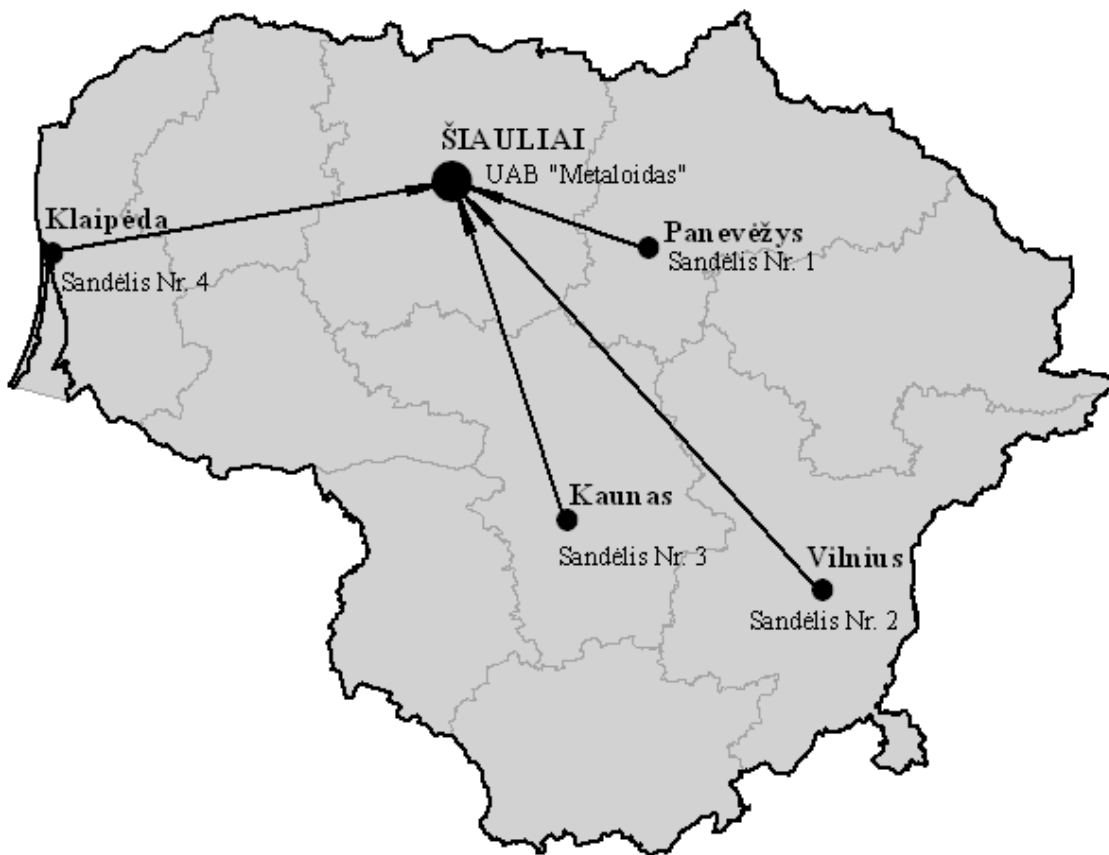 ŠIAULIAI
UAB "Metaloidas"
Klaipėda
Sandėlis Nr. 4
Panevėžys
Sandėlis Nr. 1
Kaunas
Sandėlis Nr. 3
Vilnius
Sandėlis Nr. 2